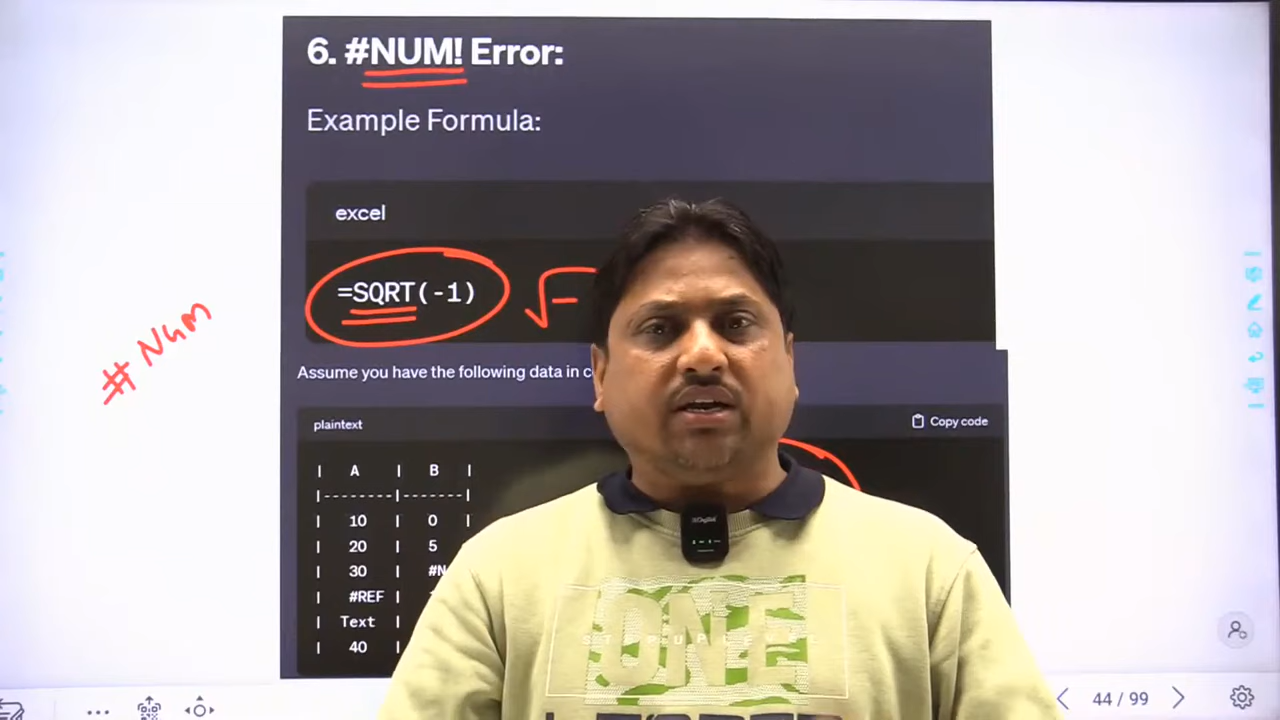 6. #NUM! Error:
Example Formula:
excel
=SQRT(-1)
√-
#NUM
Assume you have the following data in
plaintext
Copy code
| A | B |
|--------|-------|
| 10 | 0 |
| 20 | 5
| 30 | #N
| #REF |
| Text |
| 40 |
ONE
STEPUPLEVEL
44 / 99